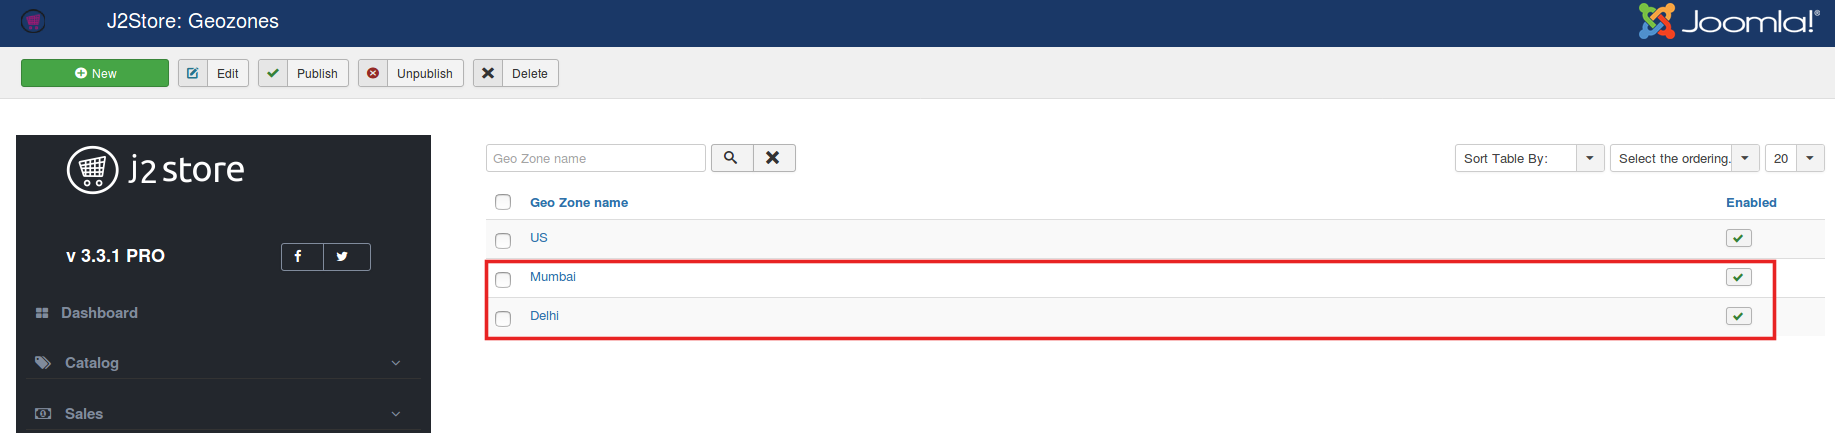 J2Store: Geozones
Joomla!®
New Edit Publish Unpublish Delete
j2store
Geo Zone name
Sort Table By: Select the ordering. 20
Geo Zone name Enabled
US
Mumbai
Delhi
v 3.3.1 PRO
Dashboard
Catalog
Sales